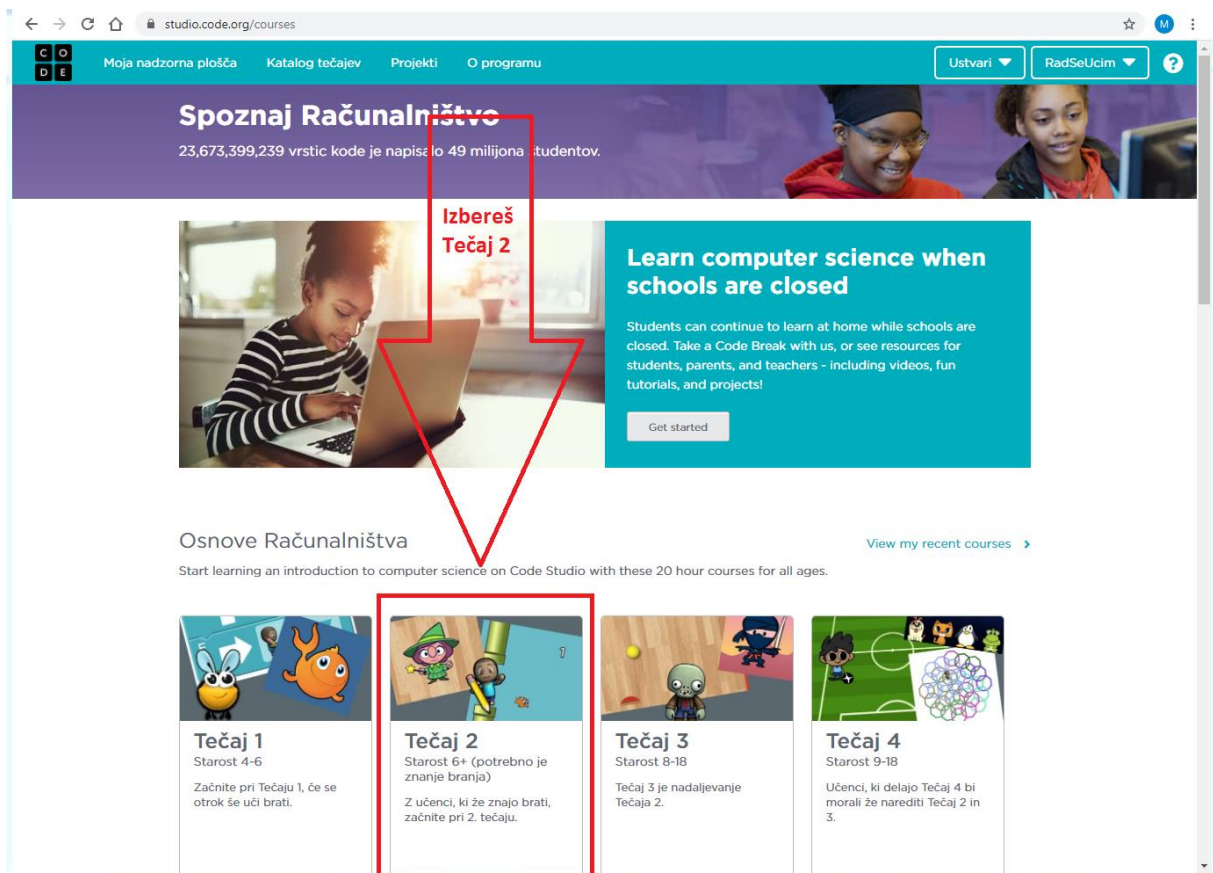 studio.code.org/courses
M
CODE
Moja nadzorna plošča Katalog tečajev Projekti O programu Ustvari RadSeUcim ?
Spoznaj Računalništvo
23,673,399,239 vrstic kode je napisalo 49 milijona študentov.
Izbereš
Tečaj 2
Learn computer science when
schools are closed
Students can continue to learn at home while schools are
closed. Take a Code Break with us, or see resources for
students, parents, and teachers - including videos, fun
tutorials, and projects!
Get started
Osnove Računalništva
View my recent courses
Start learning an introduction to computer science on Code Studio with these 20 hour courses for all ages.
1
Tečaj 1
Starost 4-6
Začnite pri Tečaju 1, če se
otrok še uči brati.
Tečaj 2
Starost 6+ (potrebno je
znanje branja)
Z učenci, ki že znajo brati,
začnite pri 2. tečaju.
Tečaj 3
Starost 8-18
Tečaj 3 je nadaljevanje
Tečaja 2.
Tečaj 4
Starost 9-18
Učenci, ki delajo Tečaj 4 bi
morali že narediti Tečaj 2 in
3.